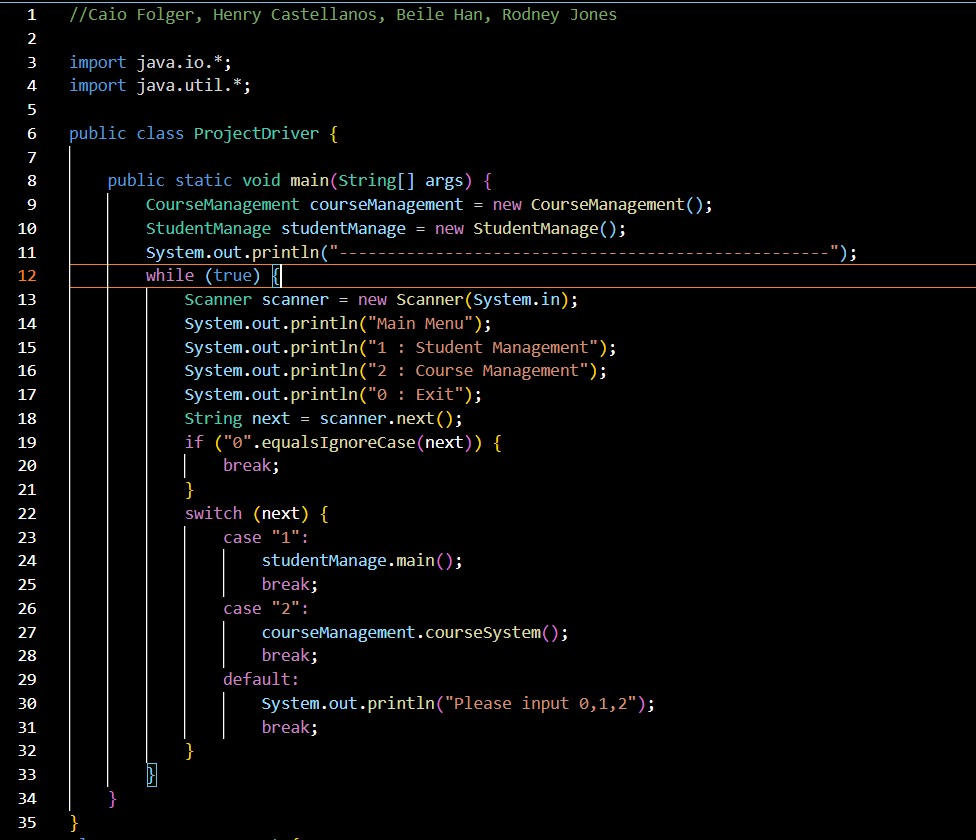 1 //Caio Folger, Henry Castellanos, Beile Han, Rodney Jones
2
3 import java.io.*;
4 import java.util.*;
5
6 public class ProjectDriver {
7
8 public static void main(String[] args) {
9 CourseManagement courseManagement = new CourseManagement();
10 StudentManage studentManage = new StudentManage();
11 System.out.println("---------------------------------------------------");
12 while (true) {
13 Scanner scanner = new Scanner(System.in);
14 System.out.println("Main Menu");
15 System.out.println("1 : Student Management");
16 System.out.println("2 : Course Management");
17 System.out.println("0 : Exit");
18 String next = scanner.next();
19 if ("0".equalsIgnoreCase(next)) {
20 break;
21 }
22 switch (next) {
23 case "1":
24 studentManage.main();
25 break;
26 case "2":
27 courseManagement.courseSystem();
28 break;
29 default:
30 System.out.println("Please input 0,1,2");
31 break;
32 }
33 }
34 }
35 }